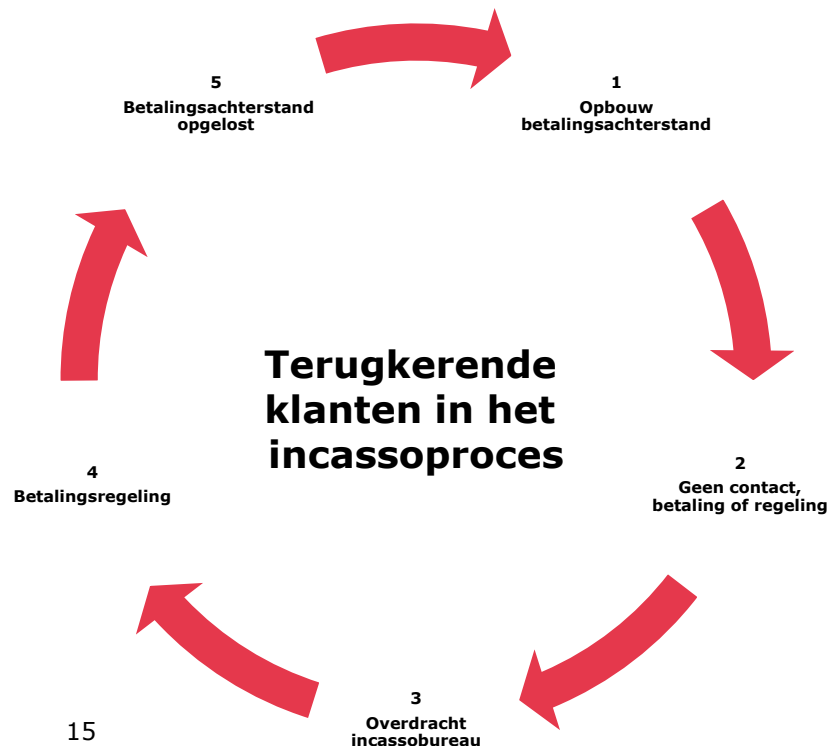 5
Betalingsachterstand
opgelost
1
Opbouw
betalingsachterstand
Terugkerende
klanten in het
incassoproces
4
Betalingsregeling
2
Geen contact,
betaling of regeling
3
Overdracht
incassobureau
15